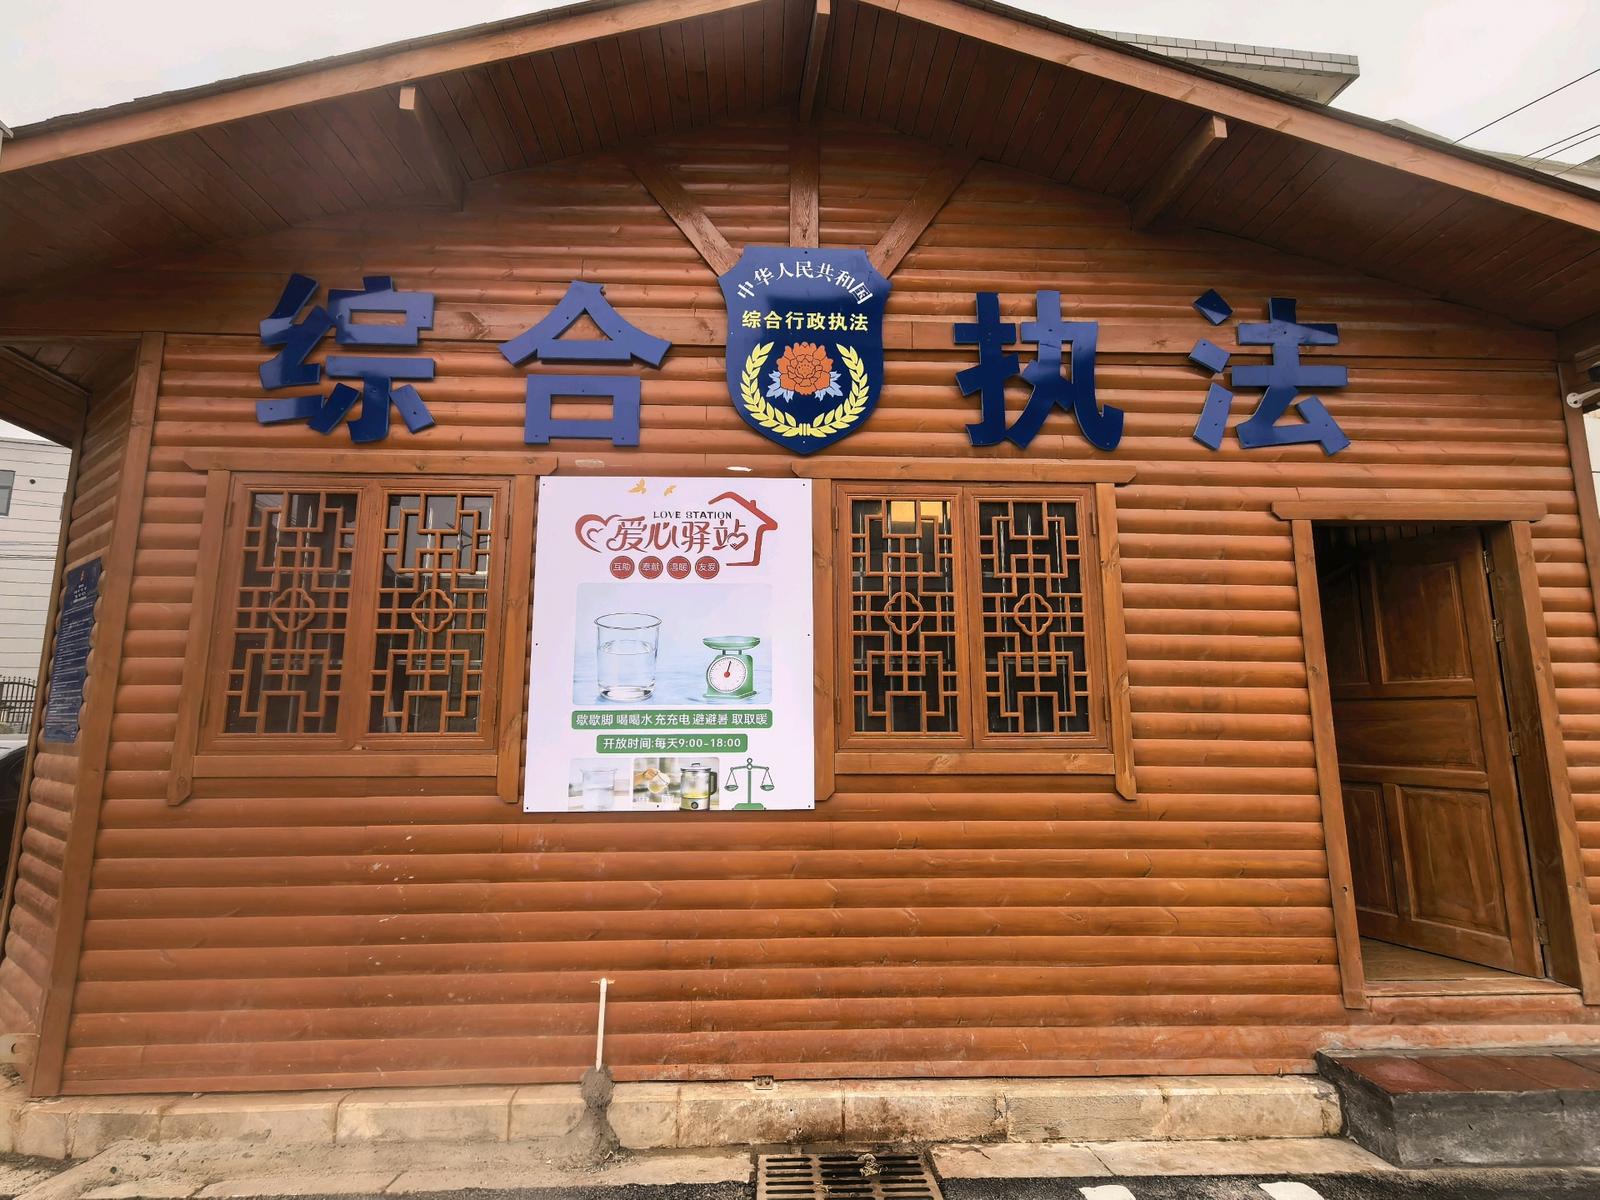 综合执法
中华人民共和国
综合行政执法
LOVE STATION
爱心驿站
互助 奉献 温暖 友爱
歇歇脚 喝喝水 充充电 避避暑 取取暖
开放时间:每天9:00-18:00